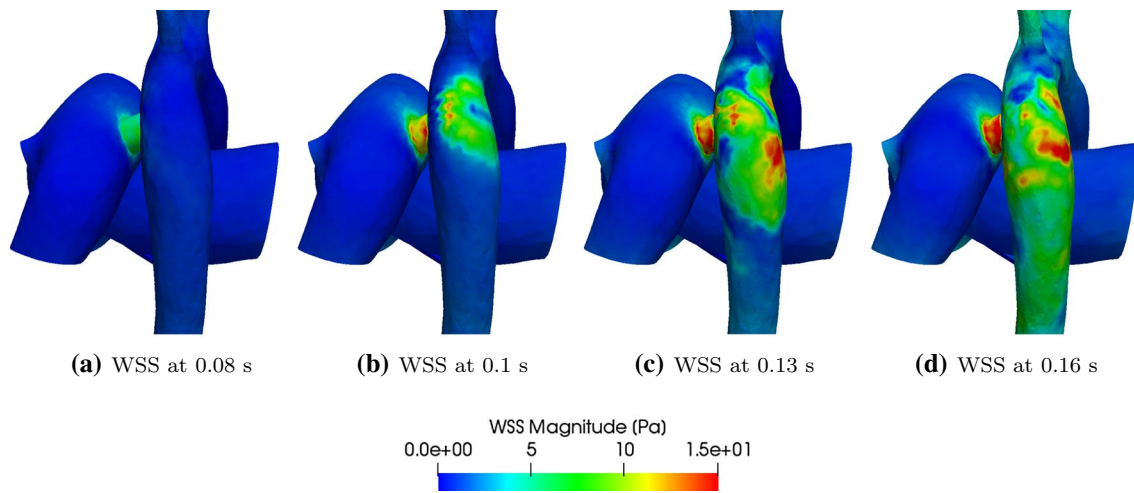 (a) WSS at 0.08 s (b) WSS at 0.1 s (c) WSS at 0.13 s (d) WSS at 0.16 s
WSS Magnitude (Pa)
0.0e+00 5 10 1.5e+01